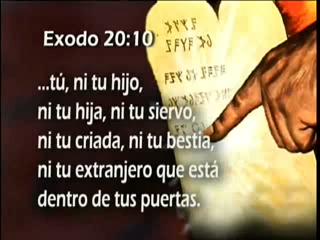 Exodo 20:10
...tú, ni tu hijo,
ni tu hija, ni tu siervo,
ni tu criada, ni tu bestia,
ni tu extranjero que está
dentro de tus puertas.